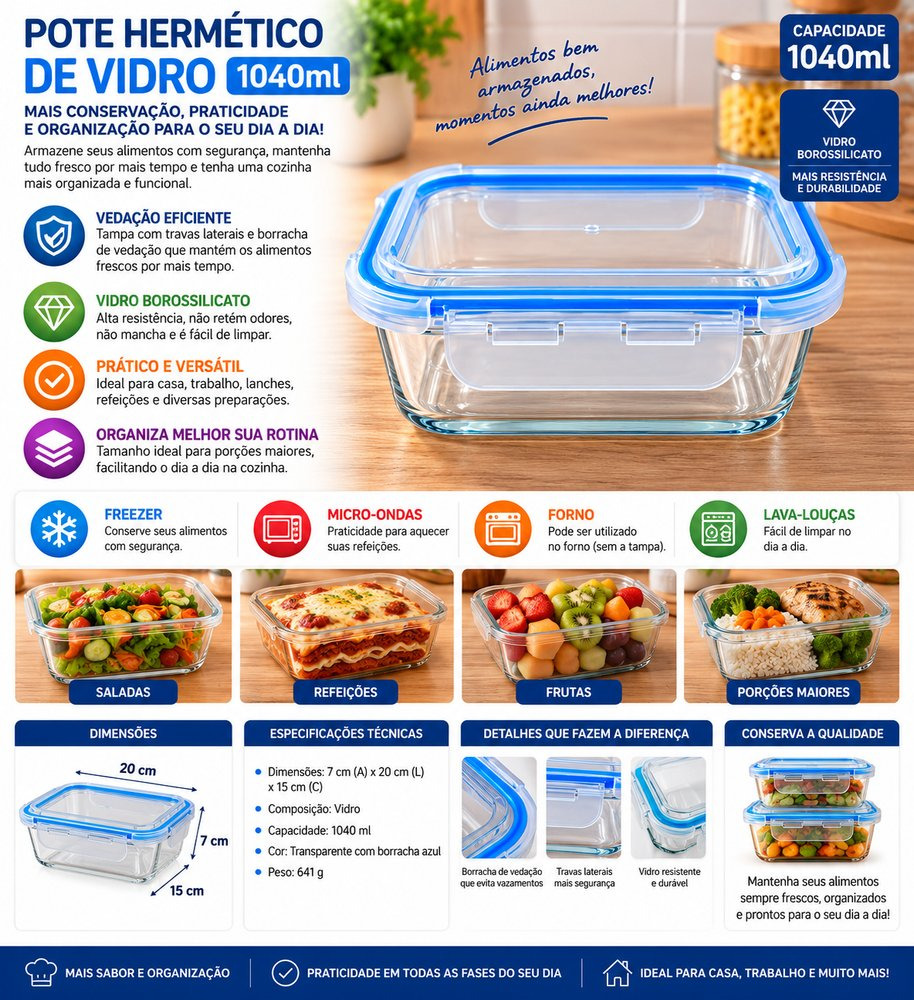 POTE HERMÉTICO
DE VIDRO 1040ml
MAIS CONSERVAÇÃO, PRATICIDADE
E ORGANIZAÇÃO PARA O SEU DIA A DIA!
Armazene seus alimentos com segurança, mantenha
tudo fresco por mais tempo e tenha uma cozinha
mais organizada e funcional.
Alimentos bem
armazenados,
momentos ainda melhores!
CAPACIDADE
1040ml
VIDRO
BOROSSILICATO
MAIS RESISTÊNCIA
E DURABILIDADE
VEDAÇÃO EFICIENTE
Tampa com travas laterais e borracha
de vedação que mantém os alimentos
frescos por mais tempo.
VIDRO BOROSSILICATO
Alta resistência, não retém odores,
não mancha e é fácil de limpar.
PRÁTICO E VERSÁTIL
Ideal para casa, trabalho, lanches,
refeições e diversas preparações.
ORGANIZA MELHOR SUA ROTINA
Tamanho ideal para porções maiores,
facilitando o dia a dia na cozinha.
FREEZER
Conserve seus alimentos
com segurança.
MICRO-ONDAS
Praticidade para aquecer
suas refeições.
FORNO
Pode ser utilizado
no forno (sem a tampa).
LAVA-LOUÇAS
Fácil de limpar no
dia a dia.
SALADAS
REFEIÇÕES
FRUTAS
PORÇÕES MAIORES
DIMENSÕES
20 cm
7 cm
15 cm
ESPECIFICAÇÕES TÉCNICAS
• Dimensões: 7 cm (A) x 20 cm (L)
x 15 cm (C)
• Composição: Vidro
• Capacidade: 1040 ml
• Cor: Transparente com borracha azul
• Peso: 641 g
DETALHES QUE FAZEM A DIFERENÇA
Borracha de vedação
que evita vazamentos
Travas laterais
mais segurança
Vidro resistente
e durável
CONSERVA A QUALIDADE
Mantenha seus alimentos
sempre frescos, organizados
e prontos para o seu dia a dia!
MAIS SABOR E ORGANIZAÇÃO
PRATICIDADE EM TODAS AS FASES DO SEU DIA
IDEAL PARA CASA, TRABALHO E MUITO MAIS!